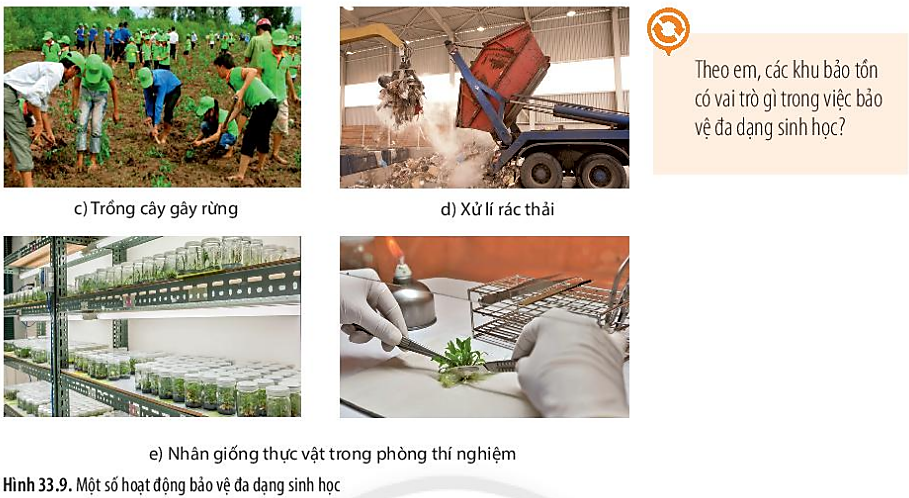 Theo em, các khu bảo tồn
có vai trò gì trong việc bảo
vệ đa dạng sinh học?
c) Trồng cây gây rừng
d) Xử lí rác thải
e) Nhân giống thực vật trong phòng thí nghiệm
Hình 33.9. Một số hoạt động bảo vệ đa dạng sinh học